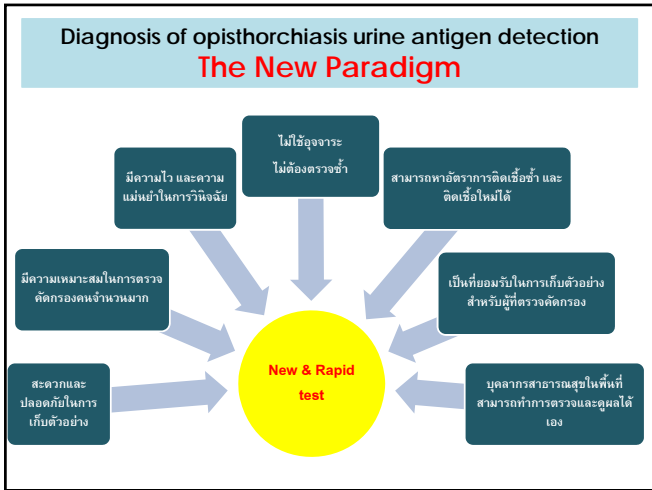 Diagnosis of opisthorchiasis urine antigen detection
The New Paradigm
ไม่ใช้อุจจาระ
ไม่ต้องตรวจซ้ำ
มีความไว และความ
แม่นยำในการวินิจฉัย
สามารถหาอัตราการติดเชื้อซ้ำ และ
ติดเชื้อใหม่ได้
มีความเหมาะสมในการตรวจ
คัดกรองคนจำนวนมาก
เป็นที่ยอมรับในการเก็บตัวอย่าง
สำหรับผู้ที่ตรวจคัดกรอง
สะดวกและ
ปลอดภัยในการ
เก็บตัวอย่าง
New & Rapid
test
บุคลากรสาธารณสุขในพื้นที่
สามารถทำการตรวจและดูผลได้
เอง